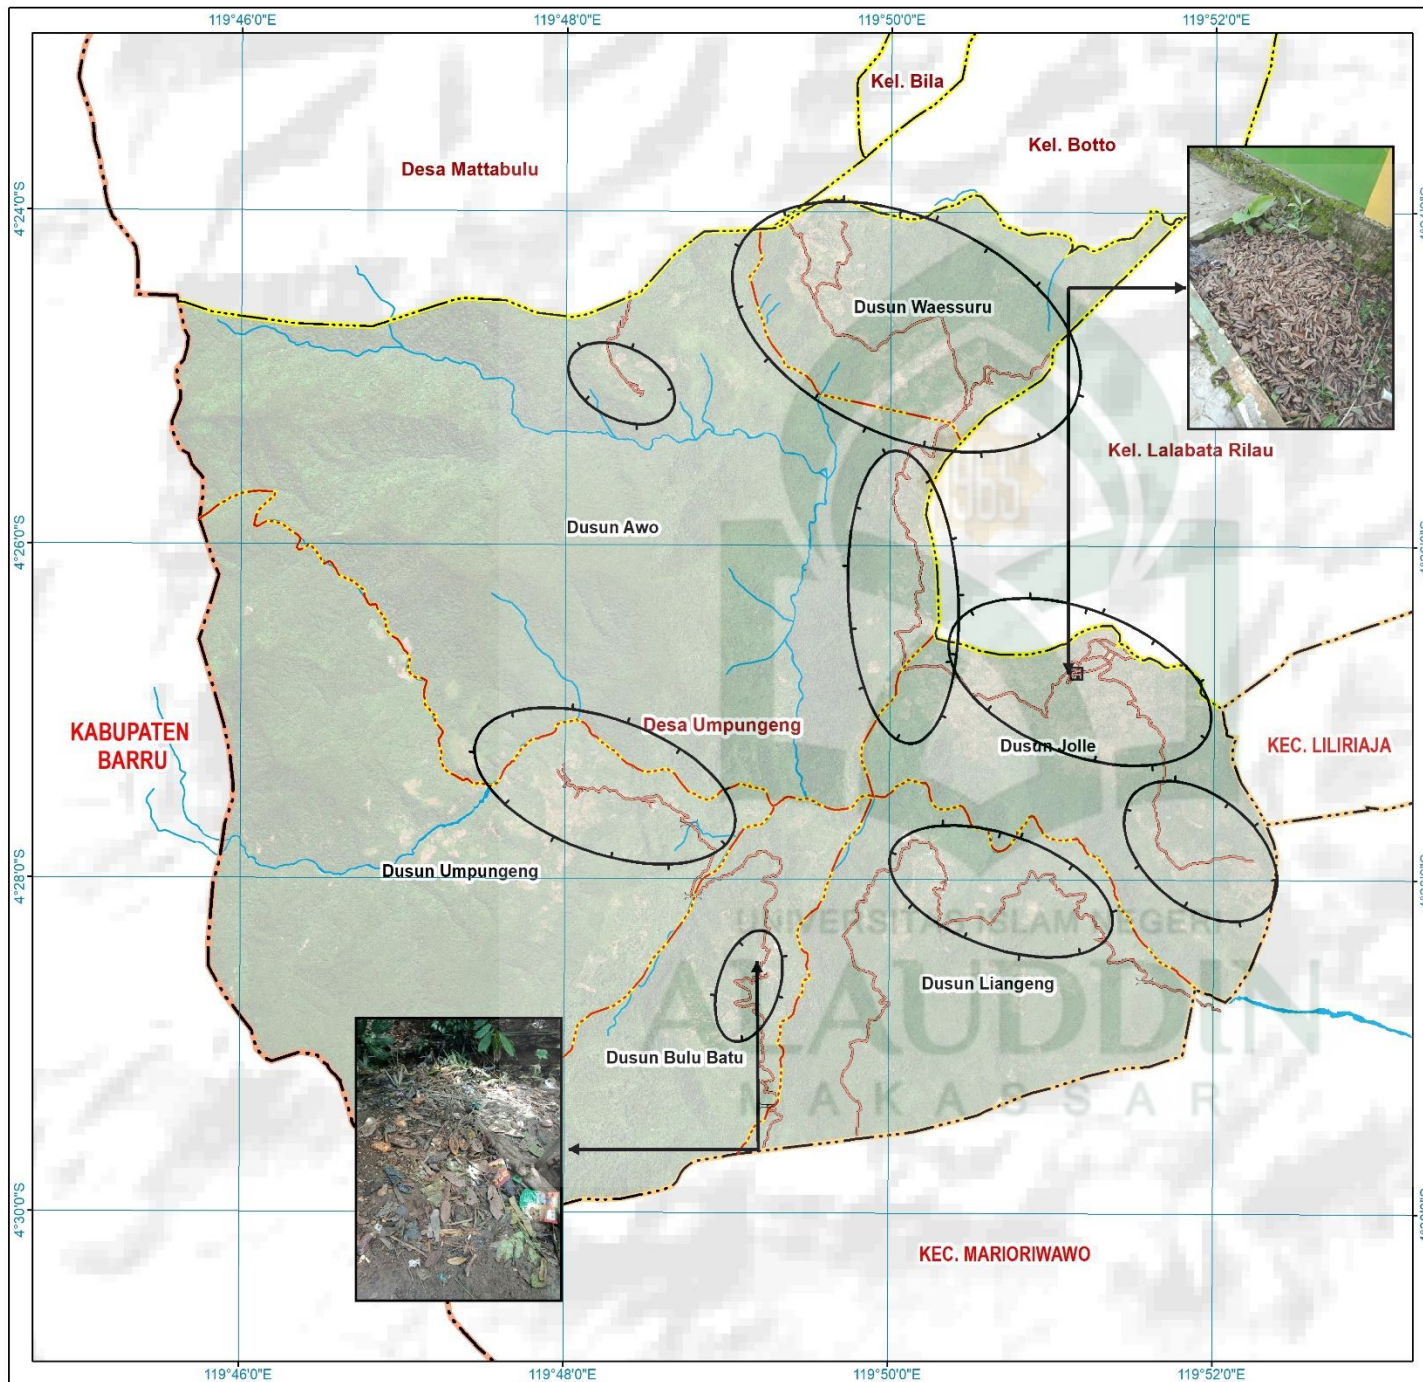 119°46'0"E
119°48'0"E
119°50'0"E
119°52'0"E
Kel. Bila
Kel. Botto
Desa Mattabulu
4°24'0"S
Dusun Waessuru
Kel. Lalabata Rilau
965
Dusun Awo
4°26'0"S
Desa Umpungeng
KABUPATEN
BARRU
Dusun Jolle
KEC. LILIRIAJA
Dusun Umpungeng
4°28'0"S
UNIVERSITAS ISLAM NEGERI
Dusun Liangeng
ALAUDDIN
Dusun Bulu Batu
MAKASSAR
4°30'0"S
KEC. MARIORIWAWO
119°46'0"E
119°48'0"E
119°50'0"E
119°52'0"E